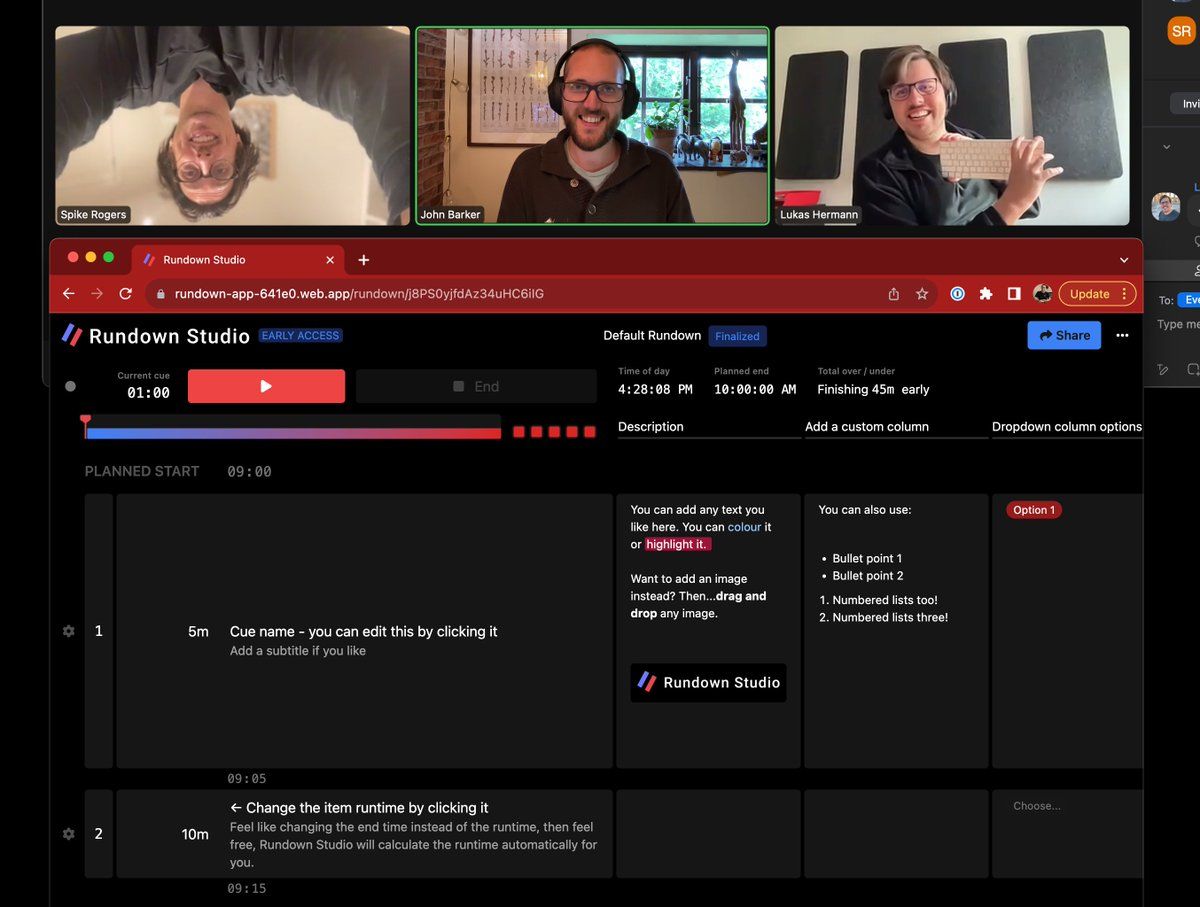 SR
Invi
Spike Rogers
John Barker
Lukas Hermann
Rundown Studio
rundown-app-641e0.web.app/rundown/j8PS0yjfdAz34uHC6iIG
Update
To: Eve
Type me
Rundown Studio EARLY ACCESS
Default Rundown Finalized
Share
Current cue
01:00
End
Time of day
4:28:08 PM
Planned end
10:00:00 AM
Total over / under
Finishing 45m early
Description
Add a custom column
Dropdown column options
PLANNED START 09:00
1
5m
Cue name - you can edit this by clicking it
Add a subtitle if you like
You can add any text you
like here. You can colour it
or highlight it.
Want to add an image
instead? Then...drag and
drop any image.
Rundown Studio
You can also use:
• Bullet point 1
• Bullet point 2
1. Numbered lists too!
2. Numbered lists three!
Option 1
09:05
2
10m
← Change the item runtime by clicking it
Feel like changing the end time instead of the runtime, then feel
free, Rundown Studio will calculate the runtime automatically for
you.
Choose...
09:15